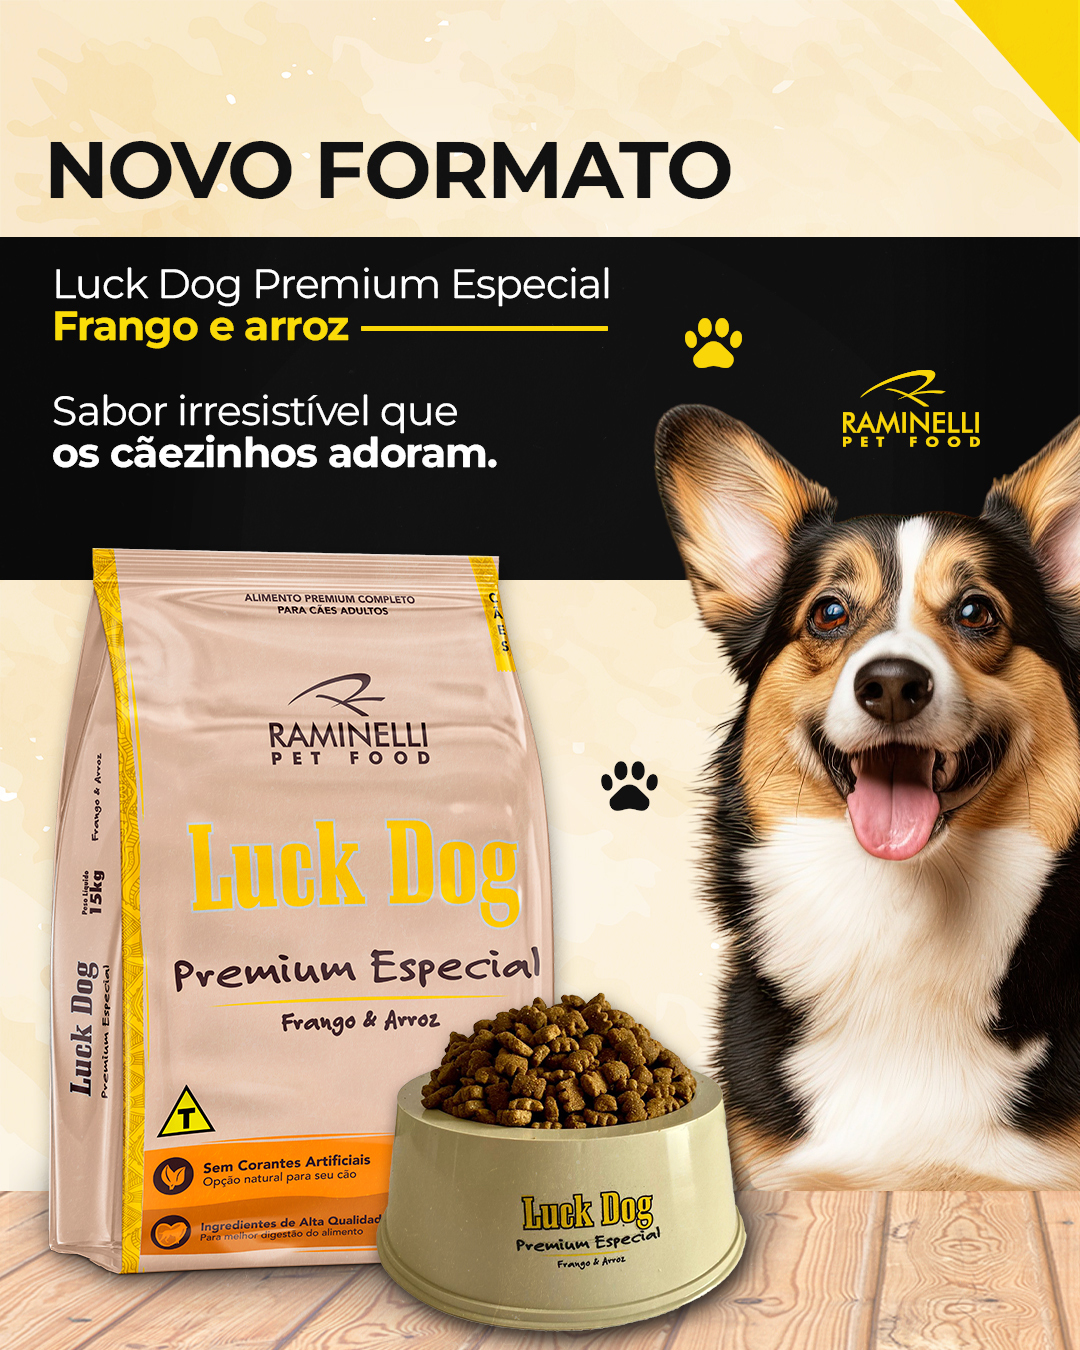 NOVO FORMATO
Luck Dog Premium Especial
Frango e arroz
Sabor irresistível que
os cãezinhos adoram.
RAMINELLI
PET FOOD
ALIMENTO PREMIUM COMPLETO
PARA CÃES ADULTOS
CÃES
RAMINELLI
PET FOOD
Luck Dog
Premium Especial
Frango & Arroz
T
Sem Corantes Artificiais
Opção natural para seu cão
Ingredientes de Alta Qualidad
Para melhor digestão do alimento
Frango & Arroz
Peso Líquido
15kg
Luck Dog
Premium Especial
Luck Dog
Premium Especial
Frango & Arroz